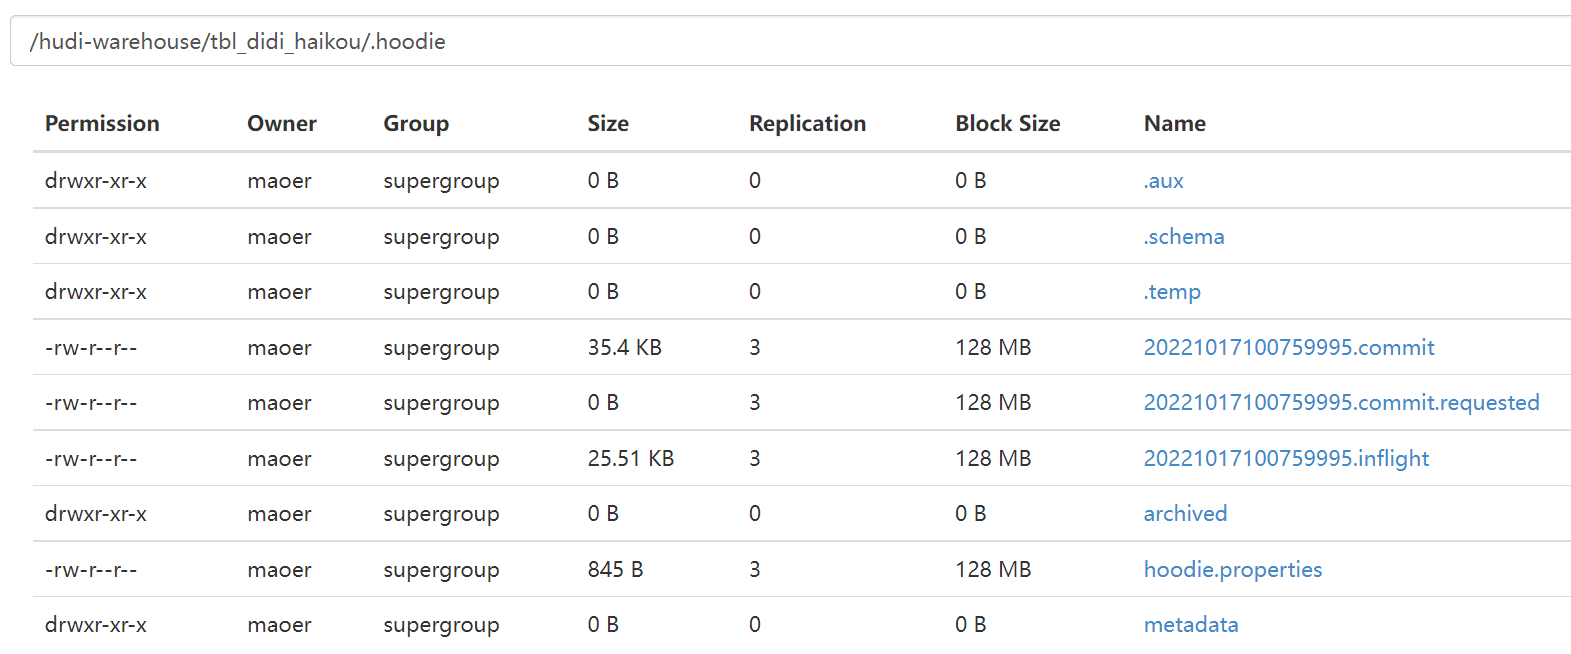 /hudi-warehouse/tbl_didi_haikou/.hoodie
Permission Owner Group Size Replication Block Size Name
drwxr-xr-x maoer supergroup 0 B 0 0 B .aux
drwxr-xr-x maoer supergroup 0 B 0 0 B .schema
drwxr-xr-x maoer supergroup 0 B 0 0 B .temp
-rw-r--r-- maoer supergroup 35.4 KB 3 128 MB 20221017100759995.commit
-rw-r--r-- maoer supergroup 0 B 3 128 MB 20221017100759995.commit.requested
-rw-r--r-- maoer supergroup 25.51 KB 3 128 MB 20221017100759995.inflight
drwxr-xr-x maoer supergroup 0 B 0 0 B archived
-rw-r--r-- maoer supergroup 845 B 3 128 MB hoodie.properties
drwxr-xr-x maoer supergroup 0 B 0 0 B metadata